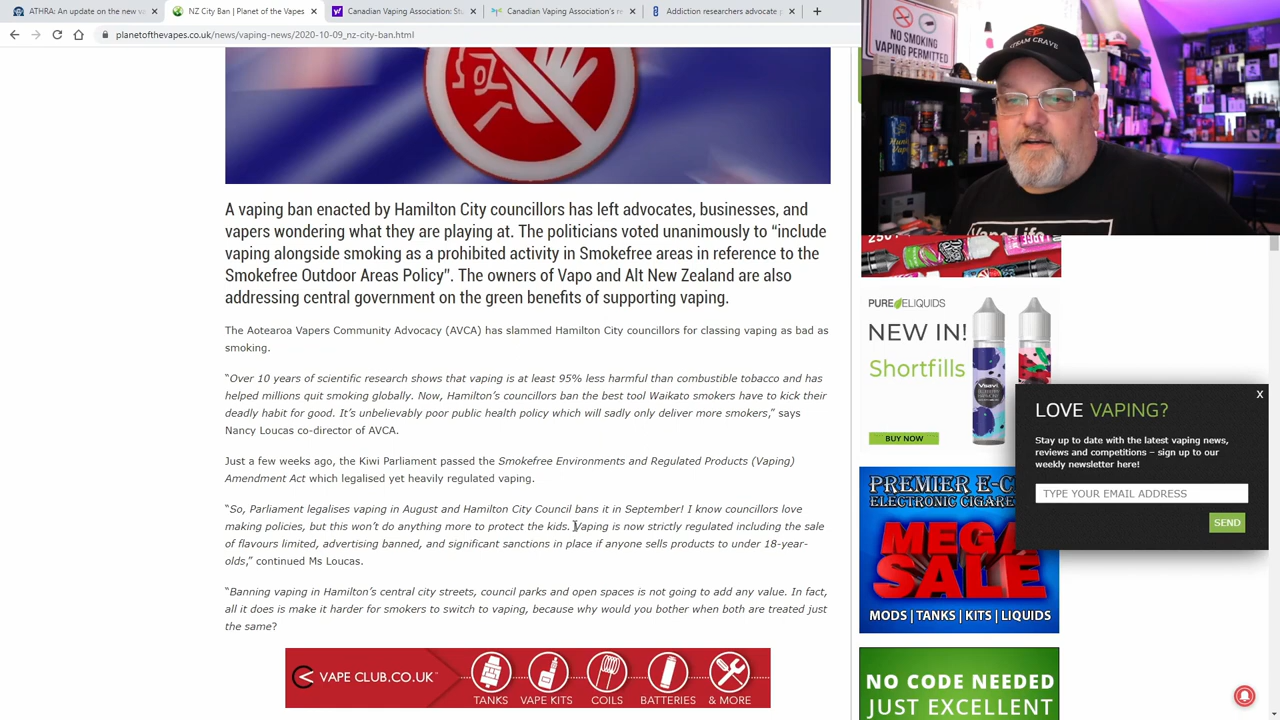 ATHRA: An update on the new va
NZ City Ban | Planet of the Vapes
Canadian Vaping Association: Stu
Canadian Vaping Association's re
Addiction researchers advocate p
planetofthevapes.co.uk/news/vaping-news/2020-10-09_nz-city-ban.html
NO SMOKING
VAPING PERMITTED
STEAM CRAVE
Vape Life
A vaping ban enacted by Hamilton City councillors has left advocates, businesses, and
vapers wondering what they are playing at. The politicians voted unanimously to “include
vaping alongside smoking as a prohibited activity in Smokefree areas in reference to the
Smokefree Outdoor Areas Policy”. The owners of Vapo and Alt New Zealand are also
addressing central government on the green benefits of supporting vaping.
The Aotearoa Vapers Community Advocacy (AVCA) has slammed Hamilton City councillors for classing vaping as bad as
smoking.
“Over 10 years of scientific research shows that vaping is at least 95% less harmful than combustible tobacco and has
helped millions quit smoking globally. Now, Hamilton’s councillors ban the best tool Waikato smokers have to kick their
deadly habit for good. It’s unbelievably poor public health policy which will sadly only deliver more smokers,” says
Nancy Loucas co-director of AVCA.
Just a few weeks ago, the Kiwi Parliament passed the Smokefree Environments and Regulated Products (Vaping)
Amendment Act which legalised yet heavily regulated vaping.
“So, Parliament legalises vaping in August and Hamilton City Council bans it in September! I know councillors love
making policies, but this won’t do anything more to protect the kids. Vaping is now strictly regulated including the sale
of flavours limited, advertising banned, and significant sanctions in place if anyone sells products to under 18-year-
olds,” continued Ms Loucas.
“Banning vaping in Hamilton’s central city streets, council parks and open spaces is not going to add any value. In fact,
all it does is make it harder for smokers to switch to vaping, because why would you bother when both are treated just
the same?
VAPE CLUB.CO.UK
TANKS
VAPE KITS
COILS
BATTERIES
& MORE
PURE ELIQUIDS
NEW IN!
Shortfills
BUY NOW
X
LOVE VAPING?
Stay up to date with the latest vaping news,
reviews and competitions – sign up to our
weekly newsletter here!
TYPE YOUR EMAIL ADDRESS
SEND
PREMIER E-C
ELECTRONIC CIGARE
MEGA
SALE
MODS | TANKS | KITS | LIQUIDS
NO CODE NEEDED
JUST EXCELLENT